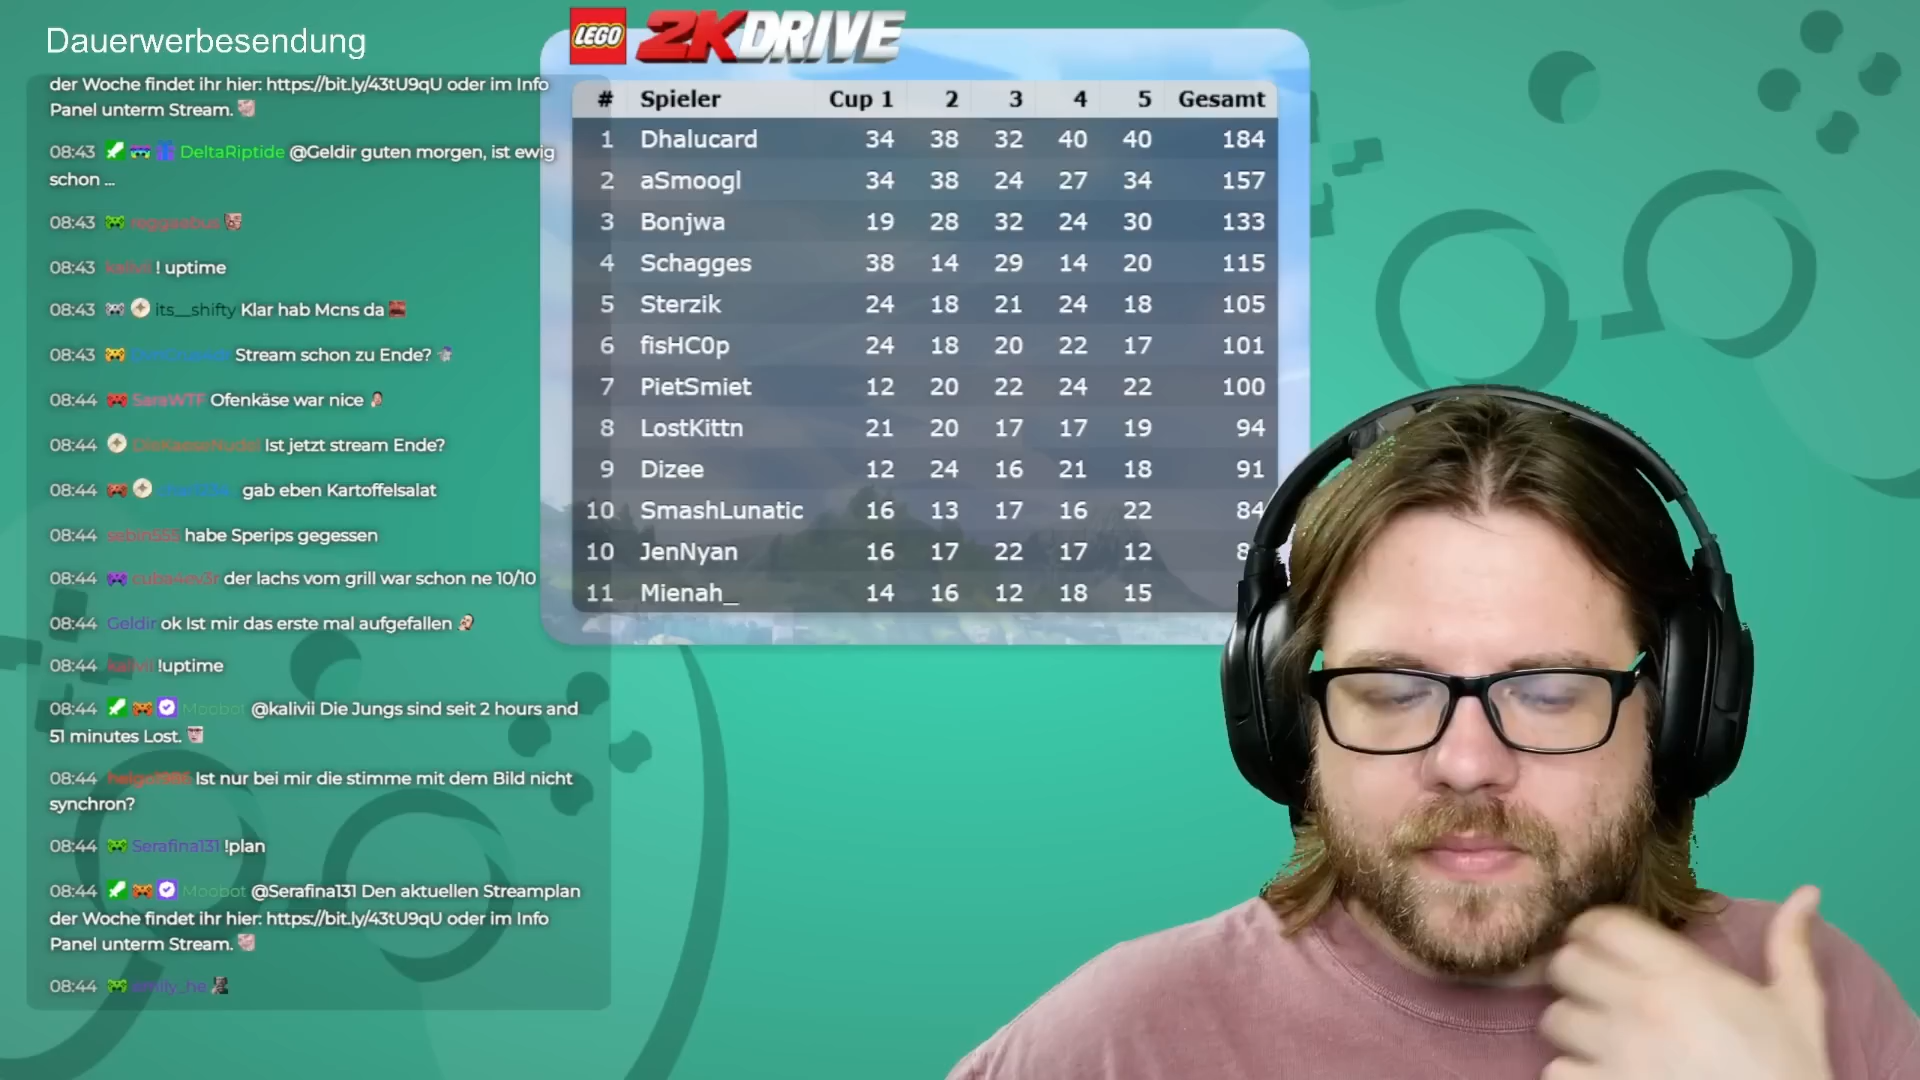 Dauerwerbesendung
der Woche findet ihr hier: https://bit.ly/43tU9qU oder im Info
Panel unterm Stream.
08:43 DeltaRiptide @Geldir guten morgen, ist ewig
schon ...
08:43
08:43 kalivii ! uptime
08:43 its__shifty Klar hab Mcns da
08:43 Stream schon zu Ende?
08:44 SaraWTF Ofenkäse war nice
08:44 Ist jetzt stream Ende?
08:44 gab eben Kartoffelsalat
08:44 habe Sperips gegessen
08:44 der lachs vom grill war schon ne 10/10
08:44 Geldir ok Ist mir das erste mal aufgefallen
08:44 kalivii !uptime
08:44 Moobot @kalivii Die Jungs sind seit 2 hours and
51 minutes Lost.
08:44 Ist nur bei mir die stimme mit dem Bild nicht
synchron?
08:44 Serafina131 !plan
08:44 Moobot @Serafina131 Den aktuellen Streamplan
der Woche findet ihr hier: https://bit.ly/43tU9qU oder im Info
Panel unterm Stream.
08:44
LEGO 2KDRIVE
# Spieler Cup 1 2 3 4 5 Gesamt
1 Dhalucard 34 38 32 40 40 184
2 aSmoogl 34 38 24 27 34 157
3 Bonjwa 19 28 32 24 30 133
4 Schagges 38 14 29 14 20 115
5 Sterzik 24 18 21 24 18 105
6 fisHC0p 24 18 20 22 17 101
7 PietSmiet 12 20 22 24 22 100
8 LostKittn 21 20 17 17 19 94
9 Dizee 12 24 16 21 18 91
10 SmashLunatic 16 13 17 16 22 84
10 JenNyan 16 17 22 17 12 8
11 Mienah_ 14 16 12 18 15